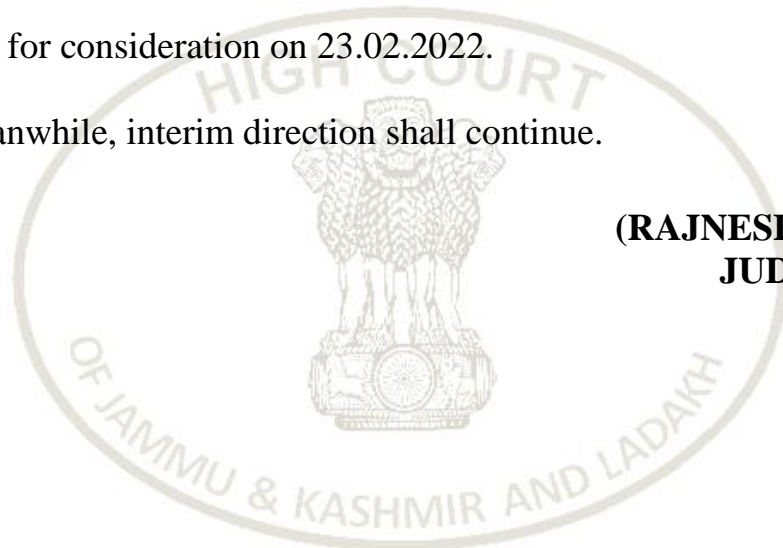 for consideration on 23.02.2022.
HIGH COURT
anwhile, interim direction shall continue.
(RAJNES
JUD
OF JAMMU & KASHMIR AND LADAKH